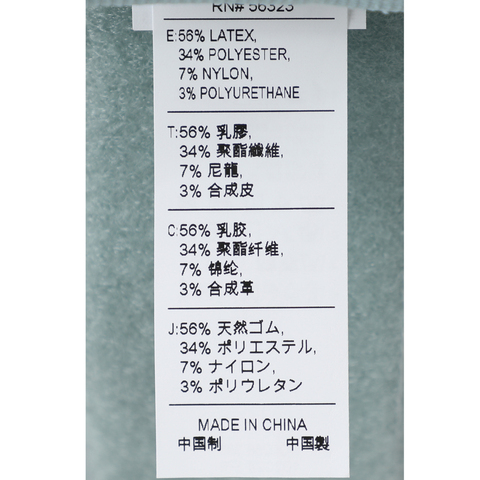 RN# 56323
E:56% LATEX,
34% POLYESTER,
7% NYLON,
3% POLYURETHANE
T:56% 乳膠,
34% 聚酯纖維,
7% 尼龍,
3% 合成皮
C:56% 乳胶,
34% 聚酯纤维,
7% 锦纶,
3% 合成革
J:56% 天然ゴム,
34% ポリエステル,
7% ナイロン,
3% ポリウレタン
MADE IN CHINA
中国制 中国製